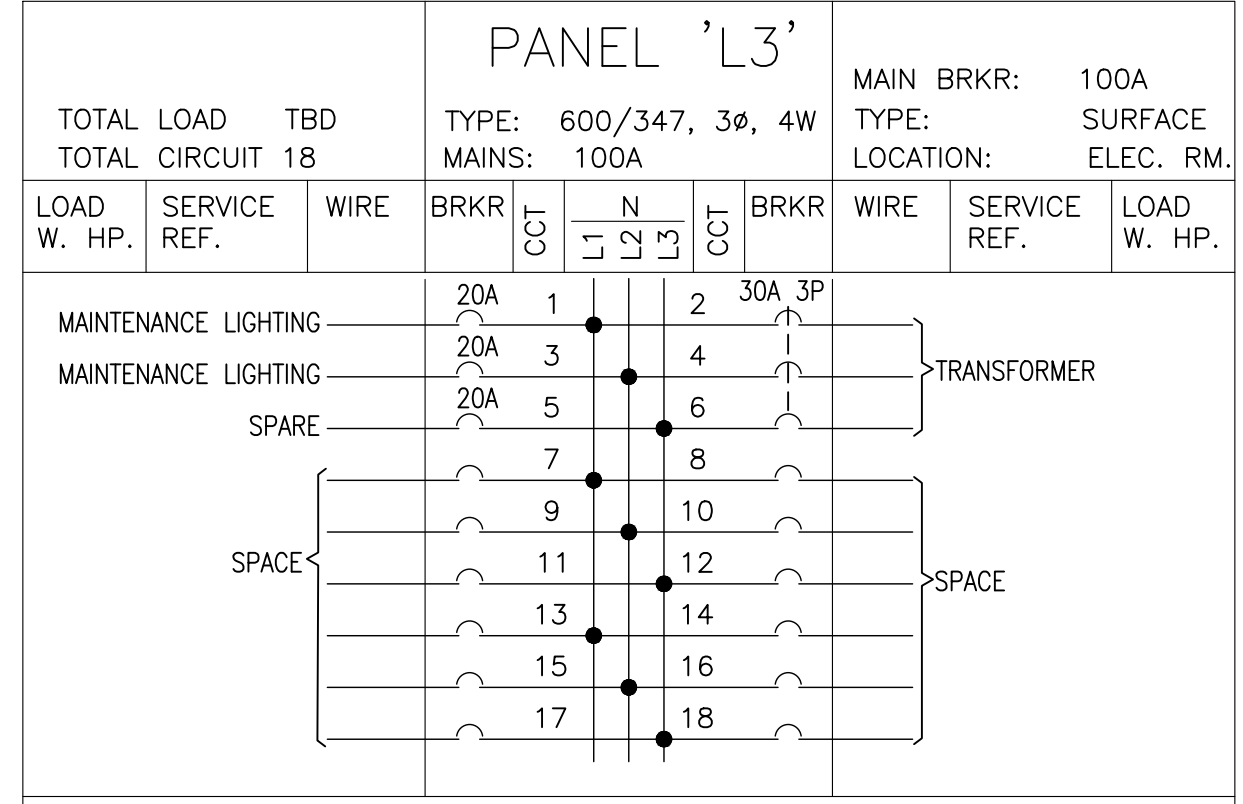 PANEL 'L3'
TOTAL LOAD TBD
TOTAL CIRCUIT 18
TYPE: 600/347, 3ø, 4W
MAINS: 100A
MAIN BRKR: 100A
TYPE: SURFACE
LOCATION: ELEC. RM.
LOAD W. HP.
SERVICE REF.
WIRE
BRKR
CCT
N
L1 L2 L3
CCT
BRKR
WIRE
SERVICE REF.
LOAD W. HP.
MAINTENANCE LIGHTING 20A 1 2 30A 3P
MAINTENANCE LIGHTING 20A 3 4 TRANSFORMER
SPARE 20A 5 6
7 8
9 10
SPACE 11 12 SPACE
13 14
15 16
17 18